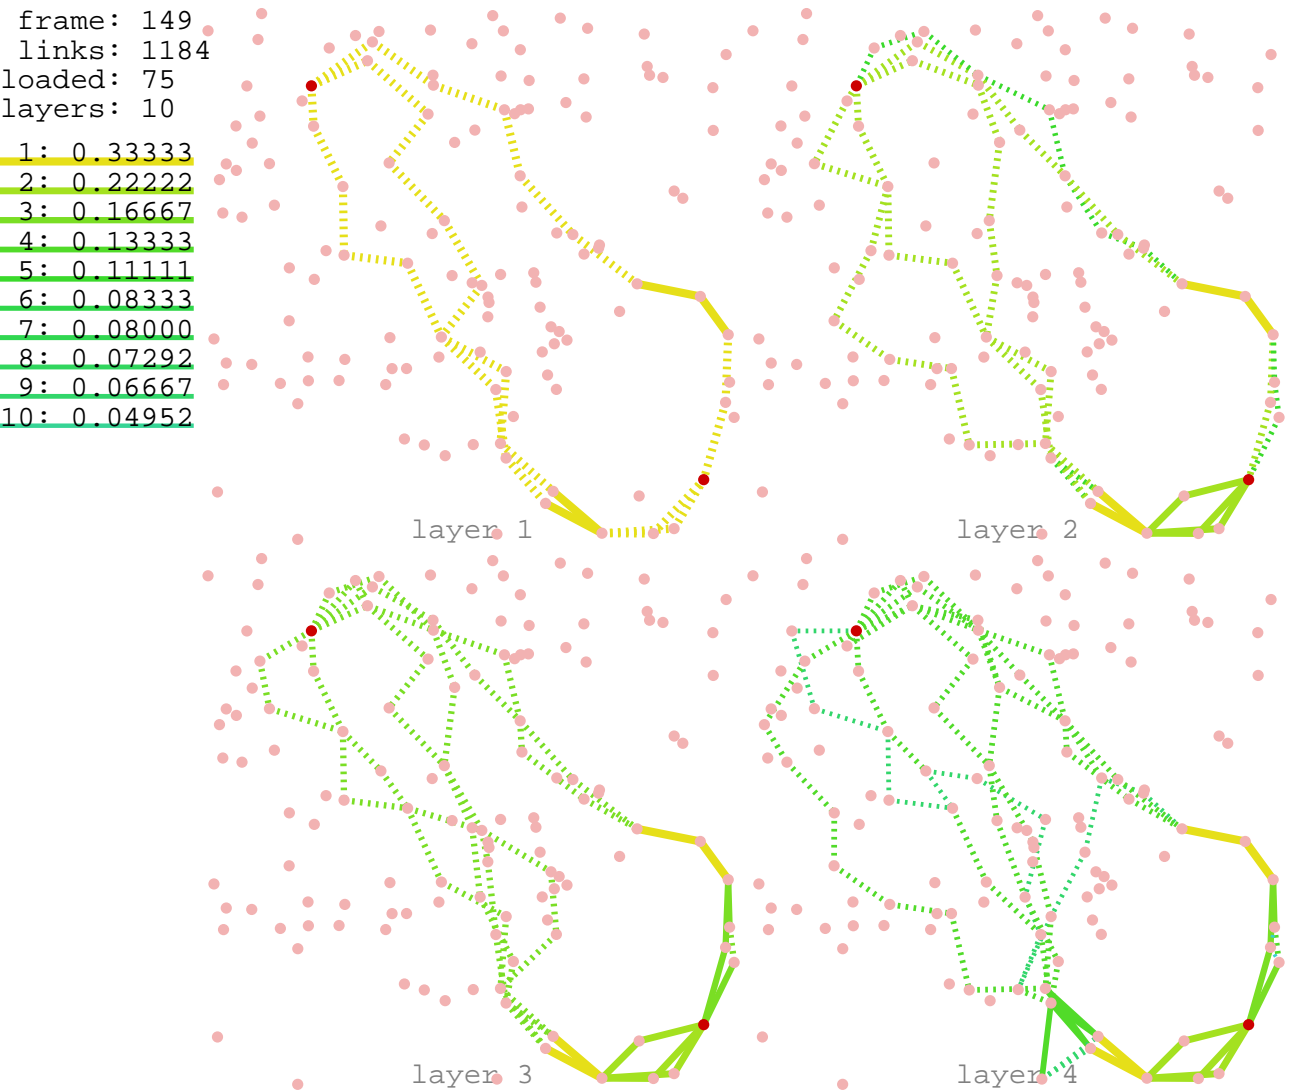 frame: 149
links: 1184
loaded: 75
layers: 10
1: 0.33333
2: 0.22222
3: 0.16667
4: 0.13333
5: 0.11111
6: 0.08333
7: 0.08000
8: 0.07292
9: 0.06667
10: 0.04952
layer 1
layer 2
layer 3
layer 4